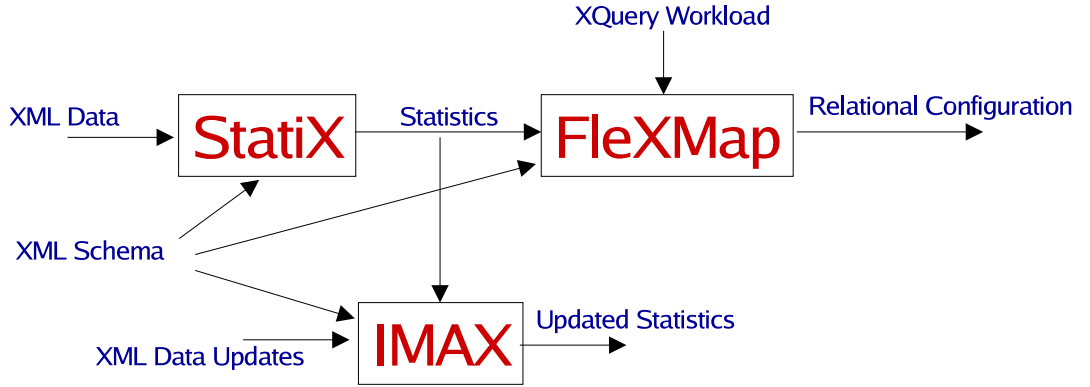 XQuery Workload
XML Data
Statistics
Relational Configuration
StatiX
FleXMap
XML Schema
IMAX
Updated Statistics
XML Data Updates